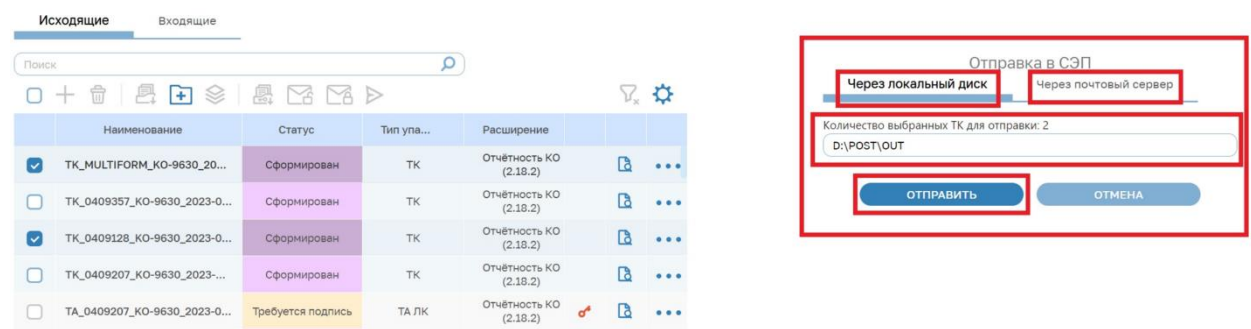 Исходящие Входящие
Поиск
Наименование Статус Тип упа... Расширение
TK_MULTIFORM_KO-9630_20... Сформирован ТК Отчётность КО (2.18.2)
TK_0409357_KO-9630_2023-0... Сформирован ТК Отчётность КО (2.18.2)
TK_0409128_KO-9630_2023-0... Сформирован ТК Отчётность КО (2.18.2)
TK_0409207_KO-9630_2023-... Сформирован ТК Отчётность КО (2.18.2)
TA_0409207_KO-9630_2023-0... Требуется подпись ТА ЛК Отчётность КО (2.18.2)
Отправка в СЭП
Через локальный диск Через почтовый сервер
Количество выбранных ТК для отправки: 2
D:\POST\OUT
ОТПРАВИТЬ ОТМЕНА